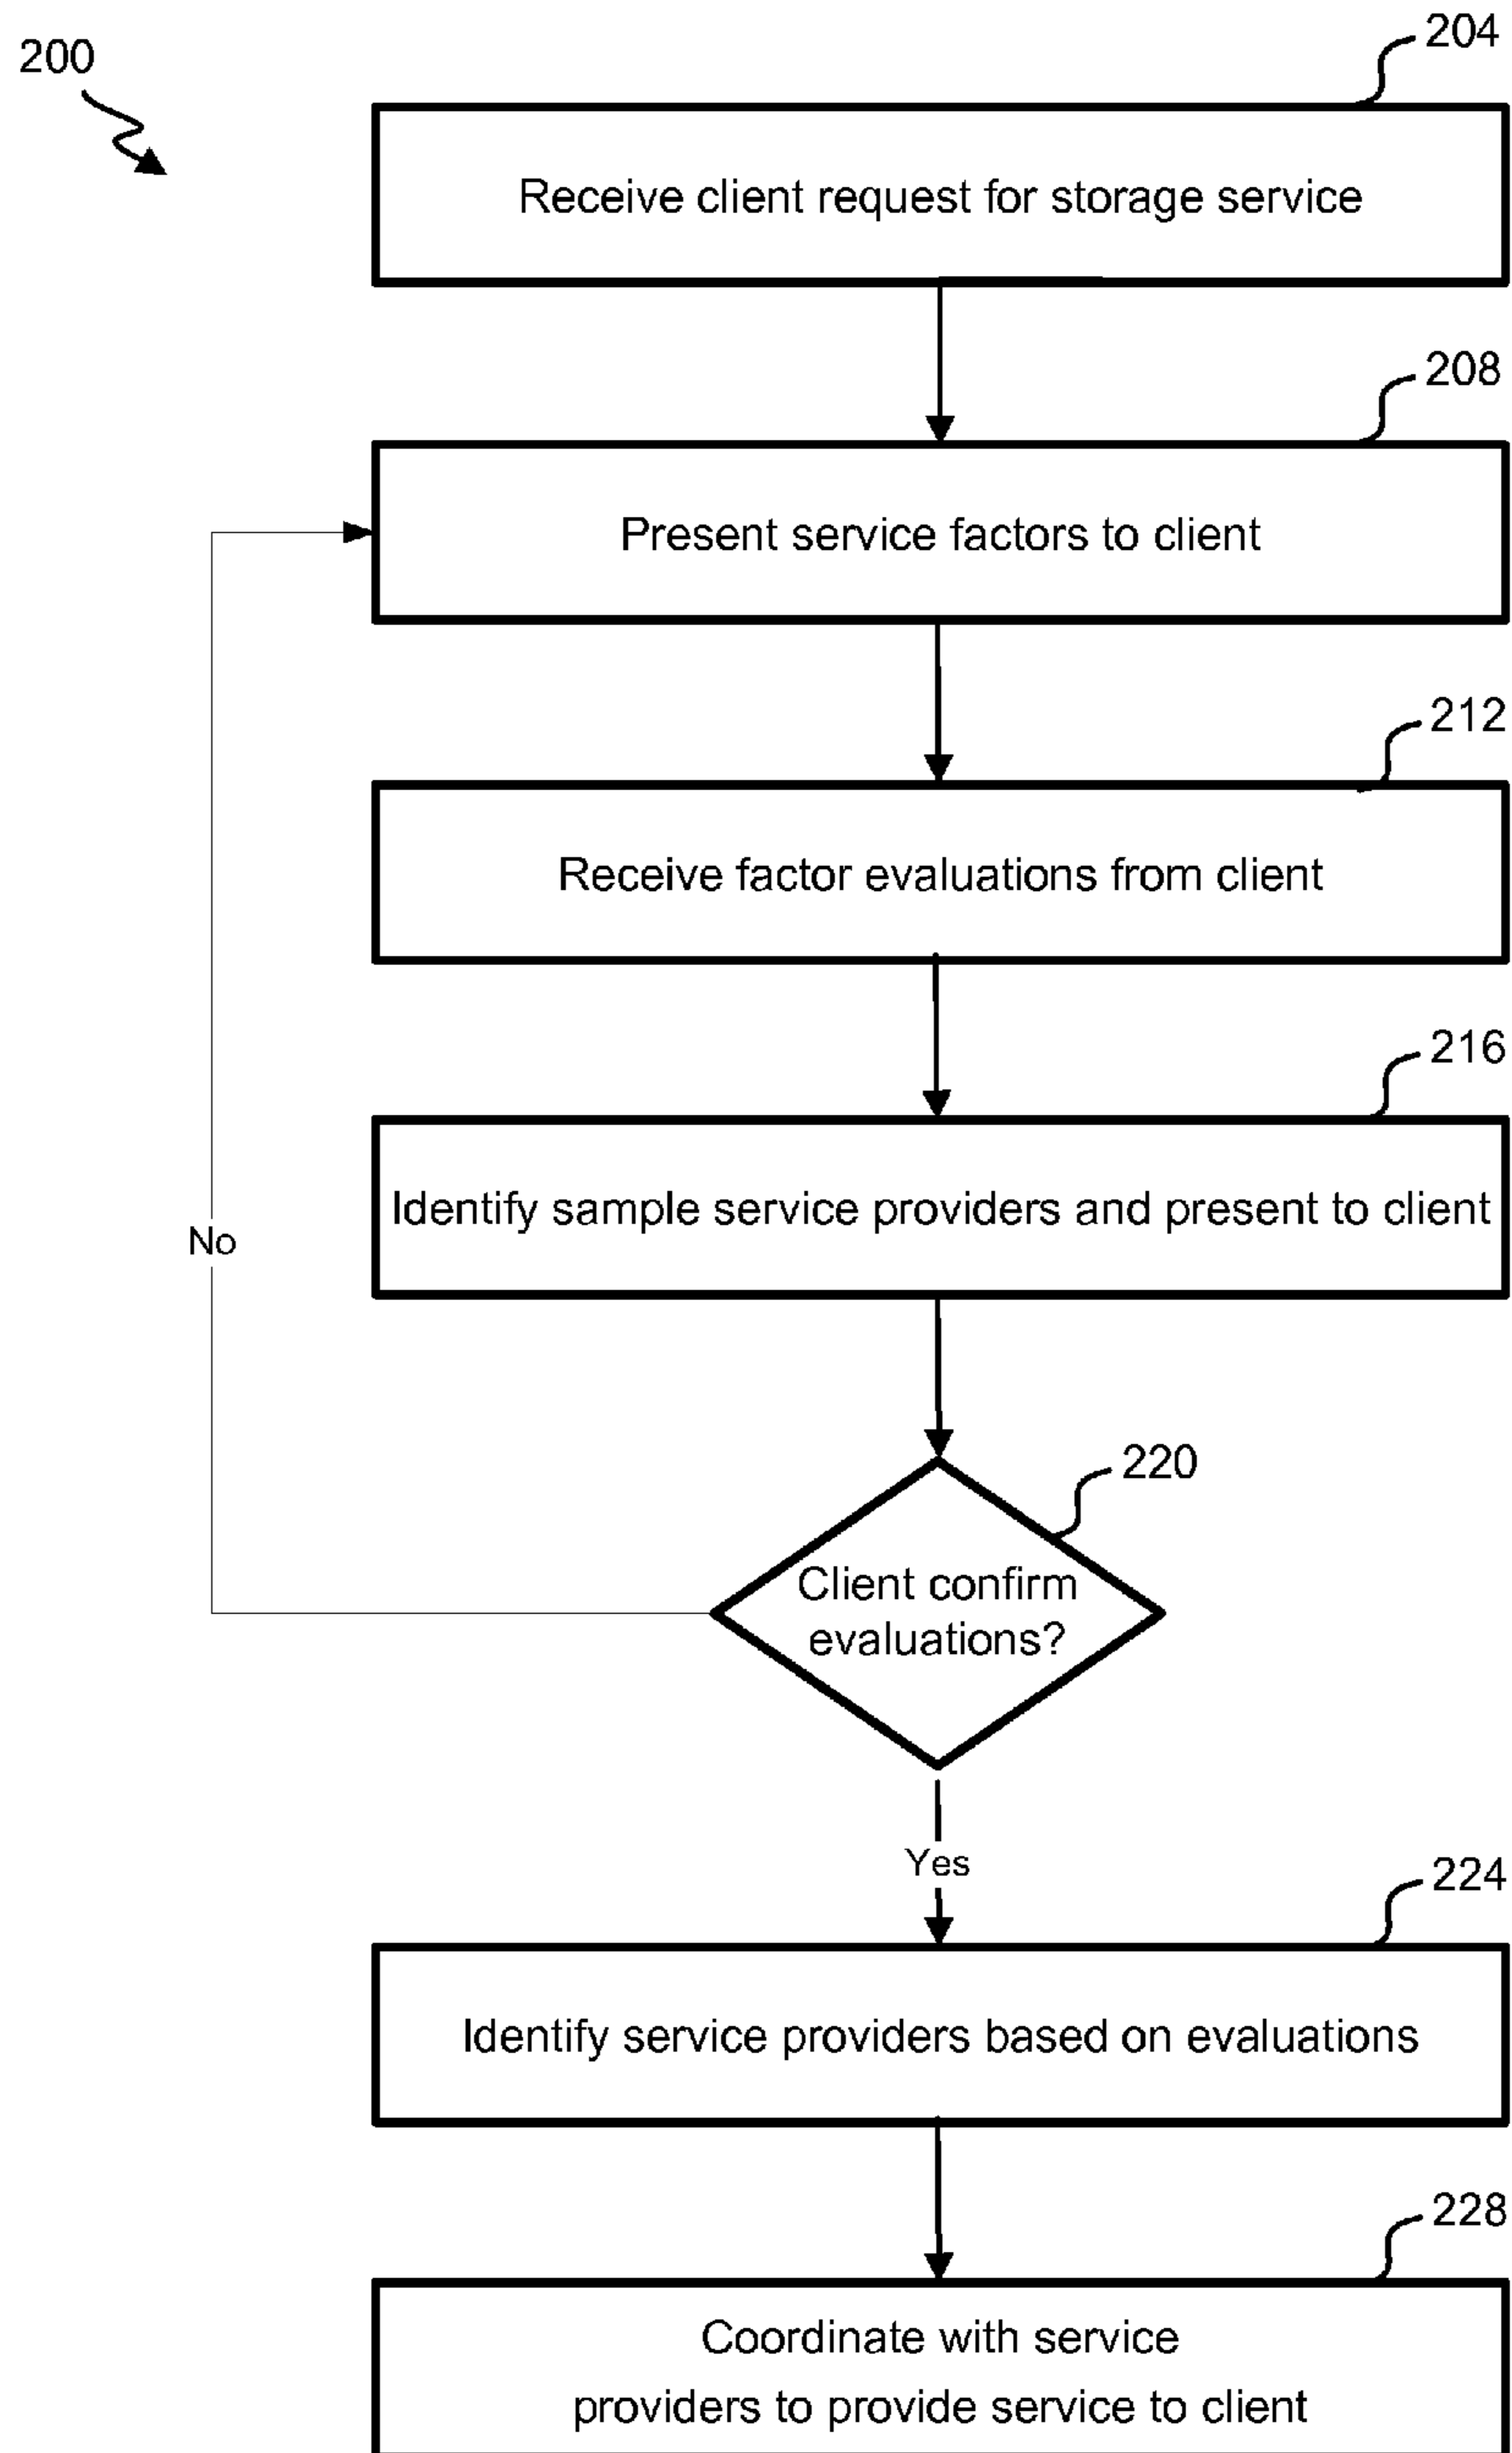 200
204
Receive client request for storage service
208
Present service factors to client
212
Receive factor evaluations from client
216
Identify sample service providers and present to client
No
220
Client confirm
evaluations?
Yes
224
Identify service providers based on evaluations
228
Coordinate with service
providers to provide service to client